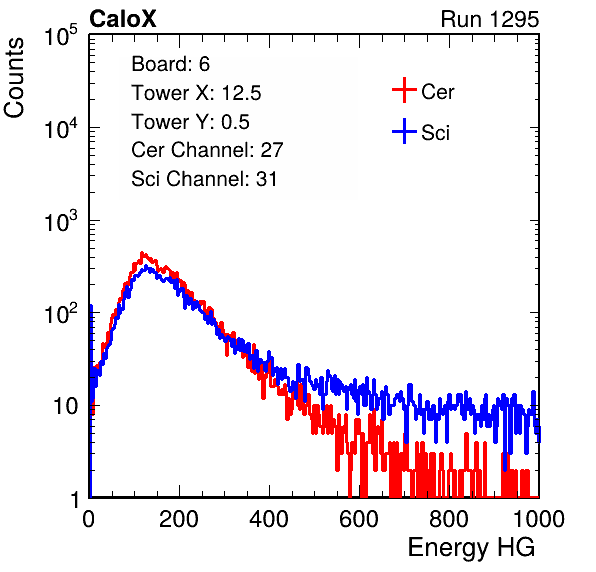 CaloX Run 1295
Counts
10^5
10^4
10^3
10^2
10
1
Board: 6
Tower X: 12.5
Tower Y: 0.5
Cer Channel: 27
Sci Channel: 31
Cer
Sci
0 200 400 600 800 1000
Energy HG